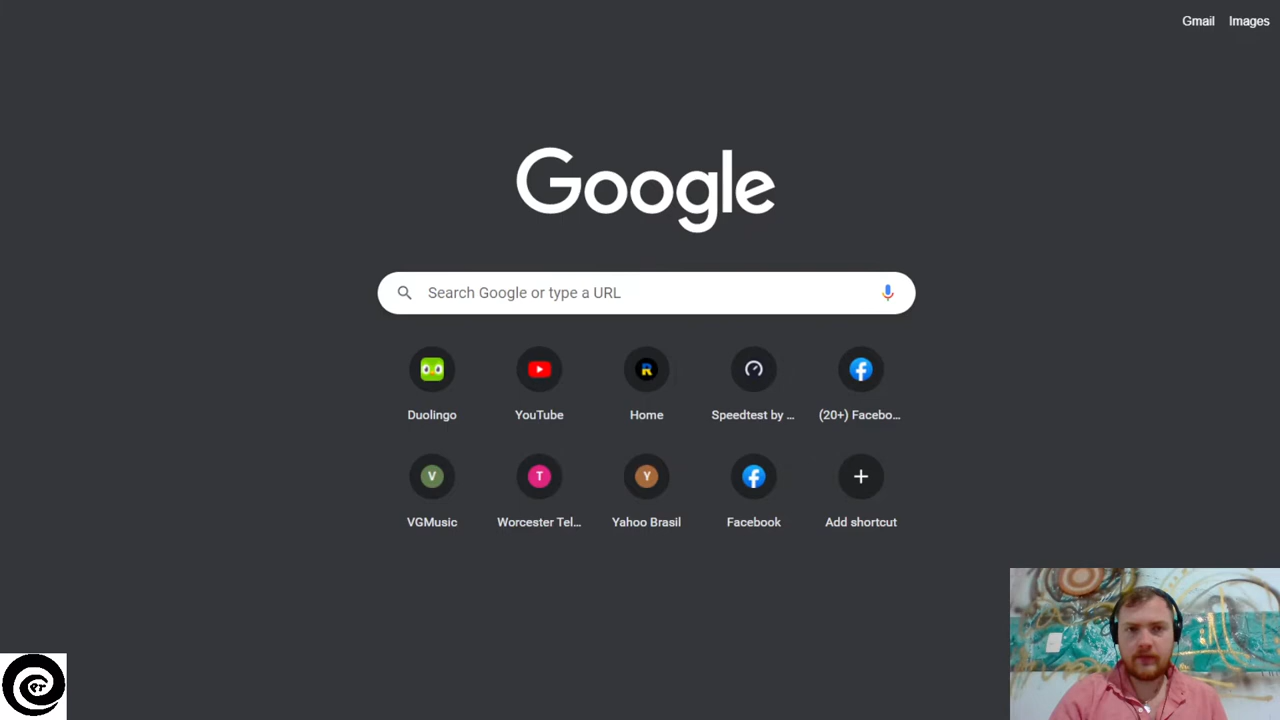 Gmail Images
Google
Search Google or type a URL
Duolingo YouTube Home Speedtest by ... (20+) Facebo...
V T Y
VGMusic Worcester Tel... Yahoo Brasil Facebook Add shortcut